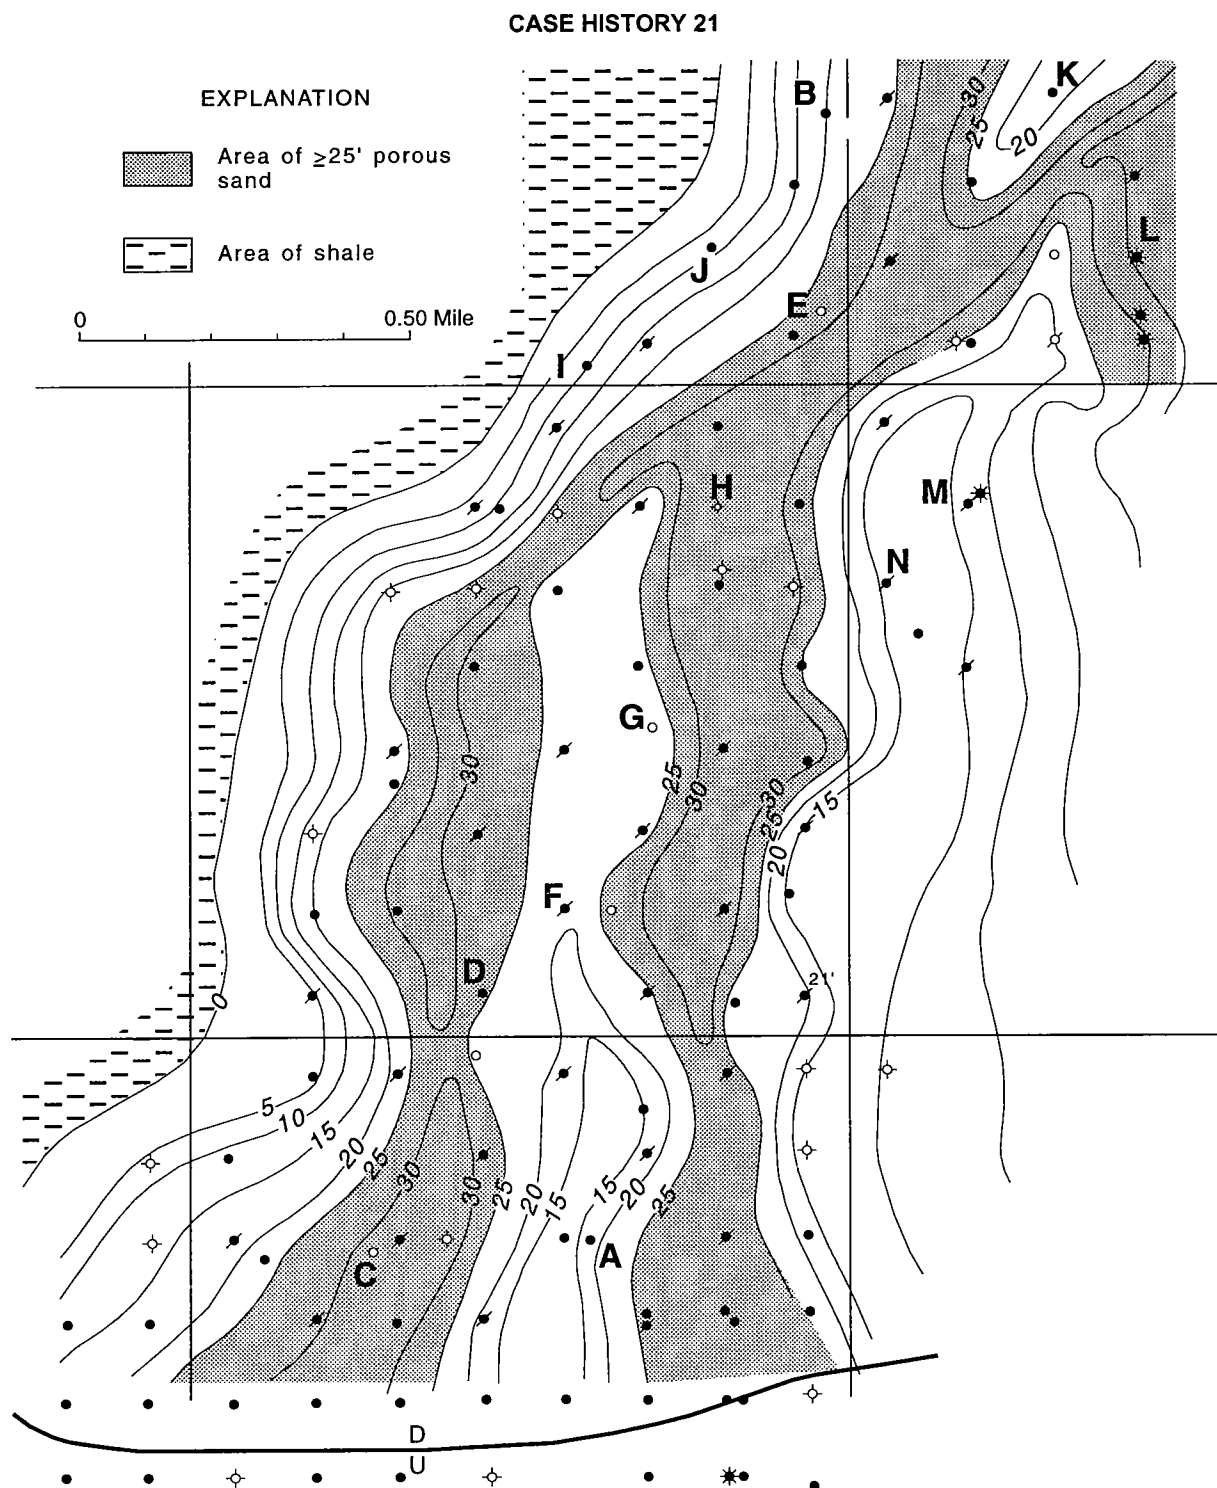 CASE HISTORY 21
EXPLANATION
Area of ≥25' porous
sand
Area of shale
0
0.50 Mile
B
K
30
25
20
J
L
E
I
H
M
N
G
30
25
30
30
25
15
20
F
D
21'
0
5
10
15
20
25
30
30
25
20
15
15
20
25
A
C
D
U